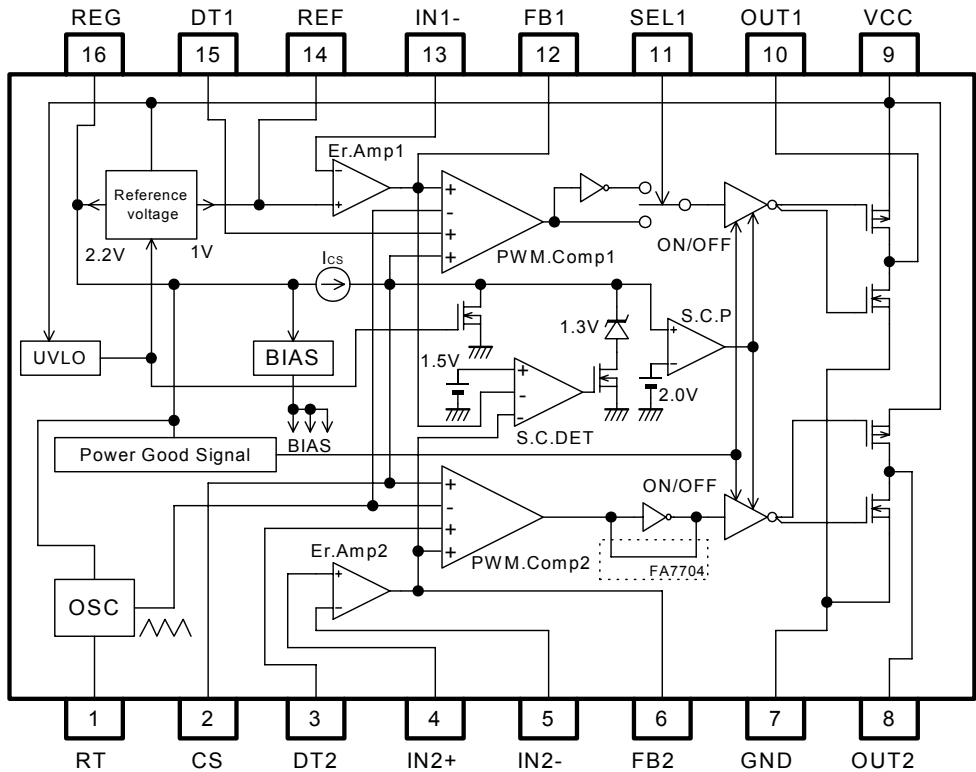 REG DT1 REF IN1- FB1 SEL1 OUT1 VCC
16 15 14 13 12 11 10 9
Er.Amp1
- +
Reference
voltage
2.2V 1V
+ - + +
PWM.Comp1
ON/OFF
ICS
UVLO
BIAS
BIAS
1.5V
+ - -
S.C.DET
1.3V
S.C.P
+ -
2.0V
Power Good Signal
+ - + +
PWM.Comp2
ON/OFF
FA7704
Er.Amp2
+ -
OSC
1 2 3 4 5 6 7 8
RT CS DT2 IN2+ IN2- FB2 GND OUT2